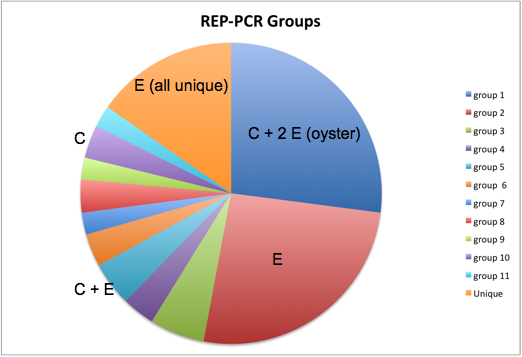 REP-PCR Groups
E (all unique)
C + 2 E (oyster)
C
E
C + E
group 1
group 2
group 3
group 4
group 5
group  6
group 7
group 8
group 9
group 10
group 11
Unique